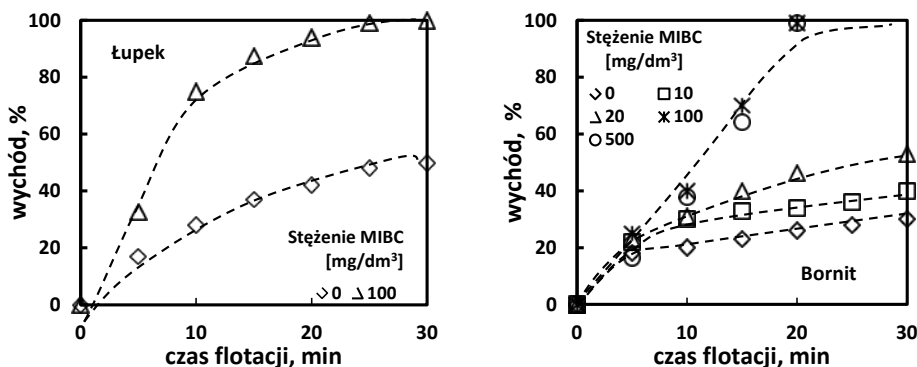 wychód, %
100
80
60
40
20
0
Łupek
Stężenie MIBC
[mg/dm³]
0 100
0 10 20 30
czas flotacji, min
wychód, %
100
80
60
40
20
0
Stężenie MIBC
[mg/dm³]
0 10
20 100
500
Bornit
0 10 20 30
czas flotacji, min